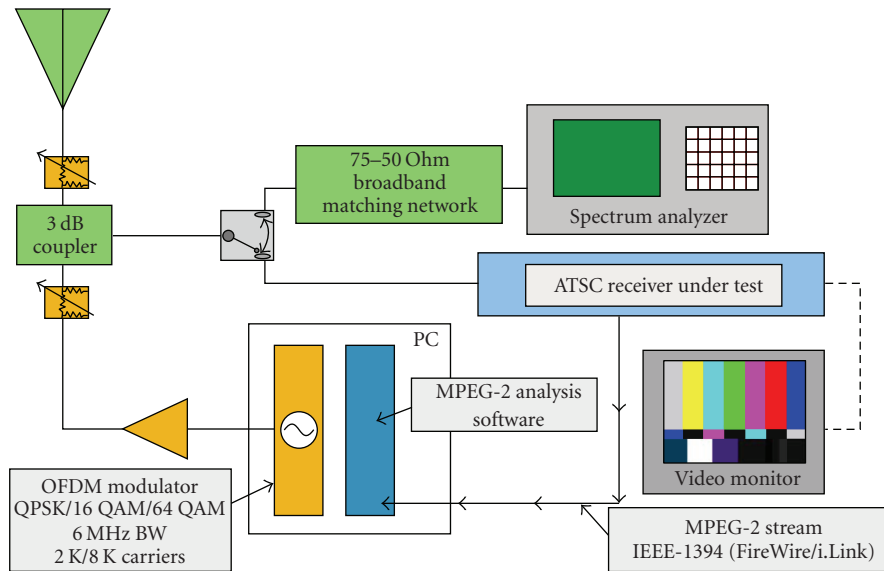 75–50 Ohm
broadband
matching network
Spectrum analyzer
3 dB
coupler
ATSC receiver under test
PC
MPEG-2 analysis
software
Video monitor
OFDM modulator
QPSK/16 QAM/64 QAM
6 MHz BW
2 K/8 K carriers
MPEG-2 stream
IEEE-1394 (FireWire/i.Link)